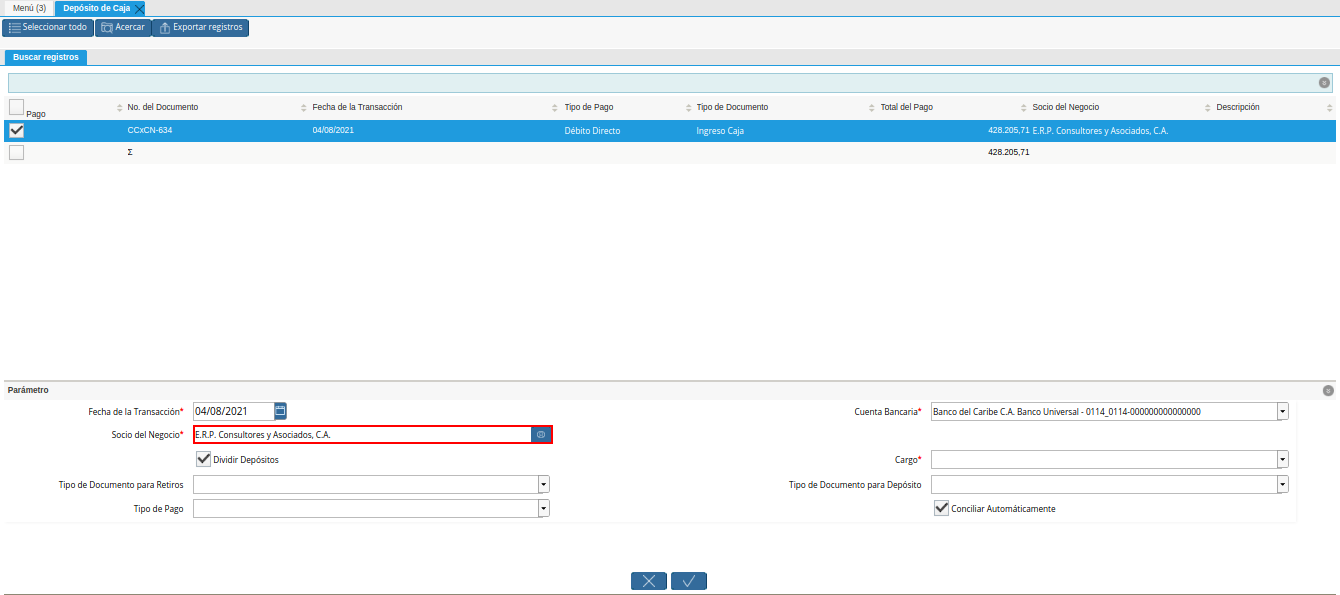 Menú (3) Depósito de Caja
Seleccionar todo Acercar Exportar registros
Buscar registros
Pago No. del Documento Fecha de la Transacción Tipo de Pago Tipo de Documento Total del Pago Socio del Negocio Descripción
CCxCN-634 04/08/2021 Débito Directo Ingreso Caja 428.205,71 E.R.P. Consultores y Asociados, C.A.
Σ 428.205,71
Parámetro
Fecha de la Transacción* 04/08/2021 Cuenta Bancaria* Banco del Caribe C.A. Banco Universal - 0114_0114-000000000000000
Socio del Negocio* E.R.P. Consultores y Asociados, C.A.
Dividir Depósitos Cargo*
Tipo de Documento para Retiros Tipo de Documento para Depósito
Tipo de Pago Conciliar Automáticamente